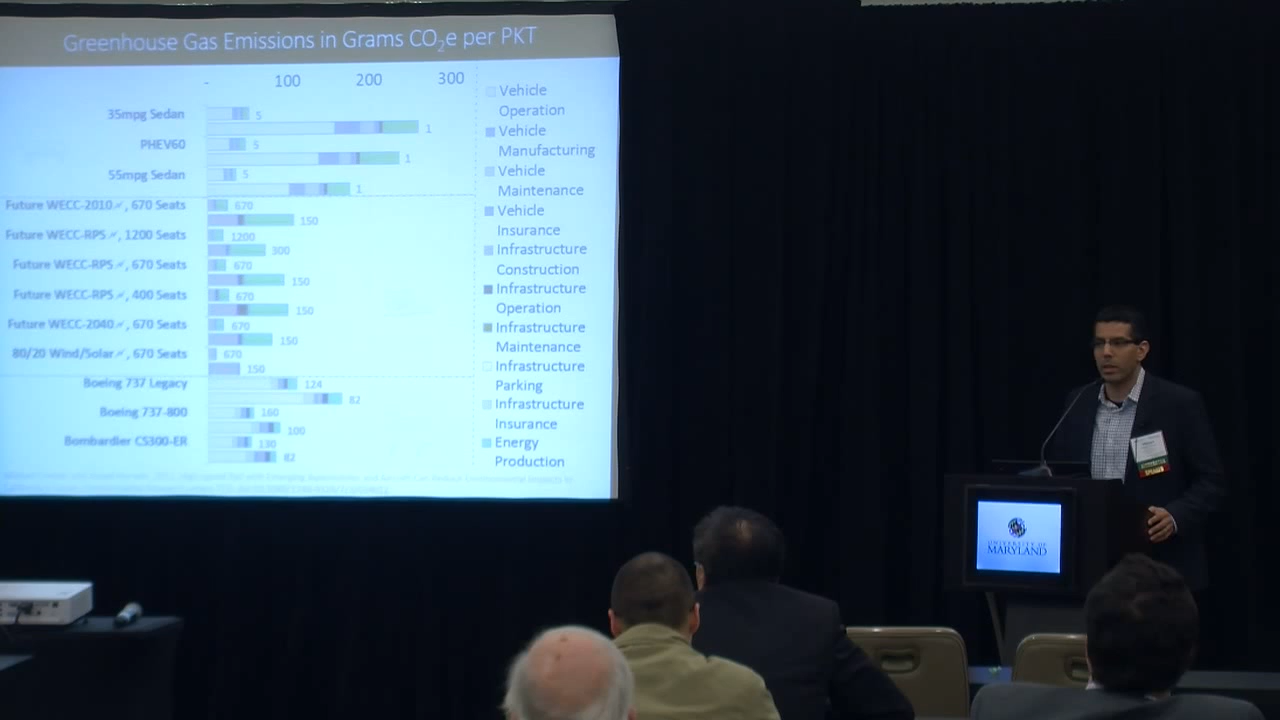 Greenhouse Gas Emissions in Grams CO2e per PKT
- 100 200 300
35mpg Sedan 5
1
PHEV60 5
1
55mpg Sedan 5
1
Future WECC-2010, 670 Seats 670
150
Future WECC-RPS, 1200 Seats 1200
300
Future WECC-RPS, 670 Seats 670
150
Future WECC-RPS, 400 Seats 670
150
Future WECC-2040, 670 Seats 670
150
80/20 Wind/Solar, 670 Seats 670
150
Boeing 737 Legacy 124
82
Boeing 737-800 160
100
Bombardier CS300-ER 130
82
Vehicle
Operation
Vehicle
Manufacturing
Vehicle
Maintenance
Vehicle
Insurance
Infrastructure
Construction
Infrastructure
Operation
Infrastructure
Maintenance
Infrastructure
Parking
Infrastructure
Insurance
Energy
Production
UNIVERSITY OF
MARYLAND
SPEAKER